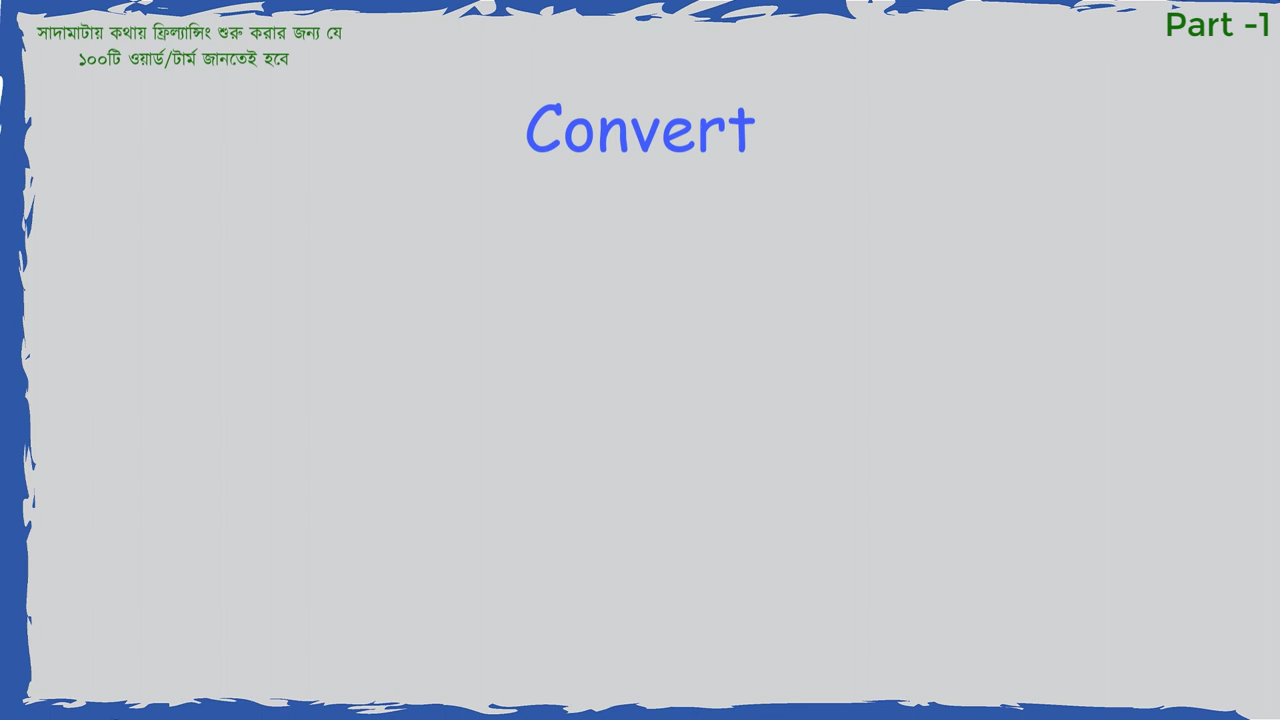 সাদামাটায় কথায় ফ্রিল্যান্সিং শুরু করার জন্য যে
১০০টি ওয়ার্ড/টার্ম জানতেই হবে
Part -1
Convert